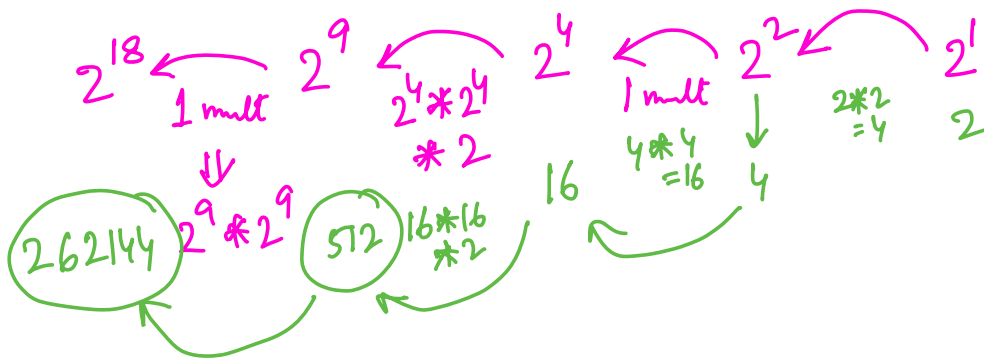 2^18 2^9 2^4 2^2 2^1
1 mult 2^4 * 2^4 * 2 1 mult 2*2 = 4 2
4 * 4 = 16
16 4
2^9 * 2^9
262144 512 16*16 * 2